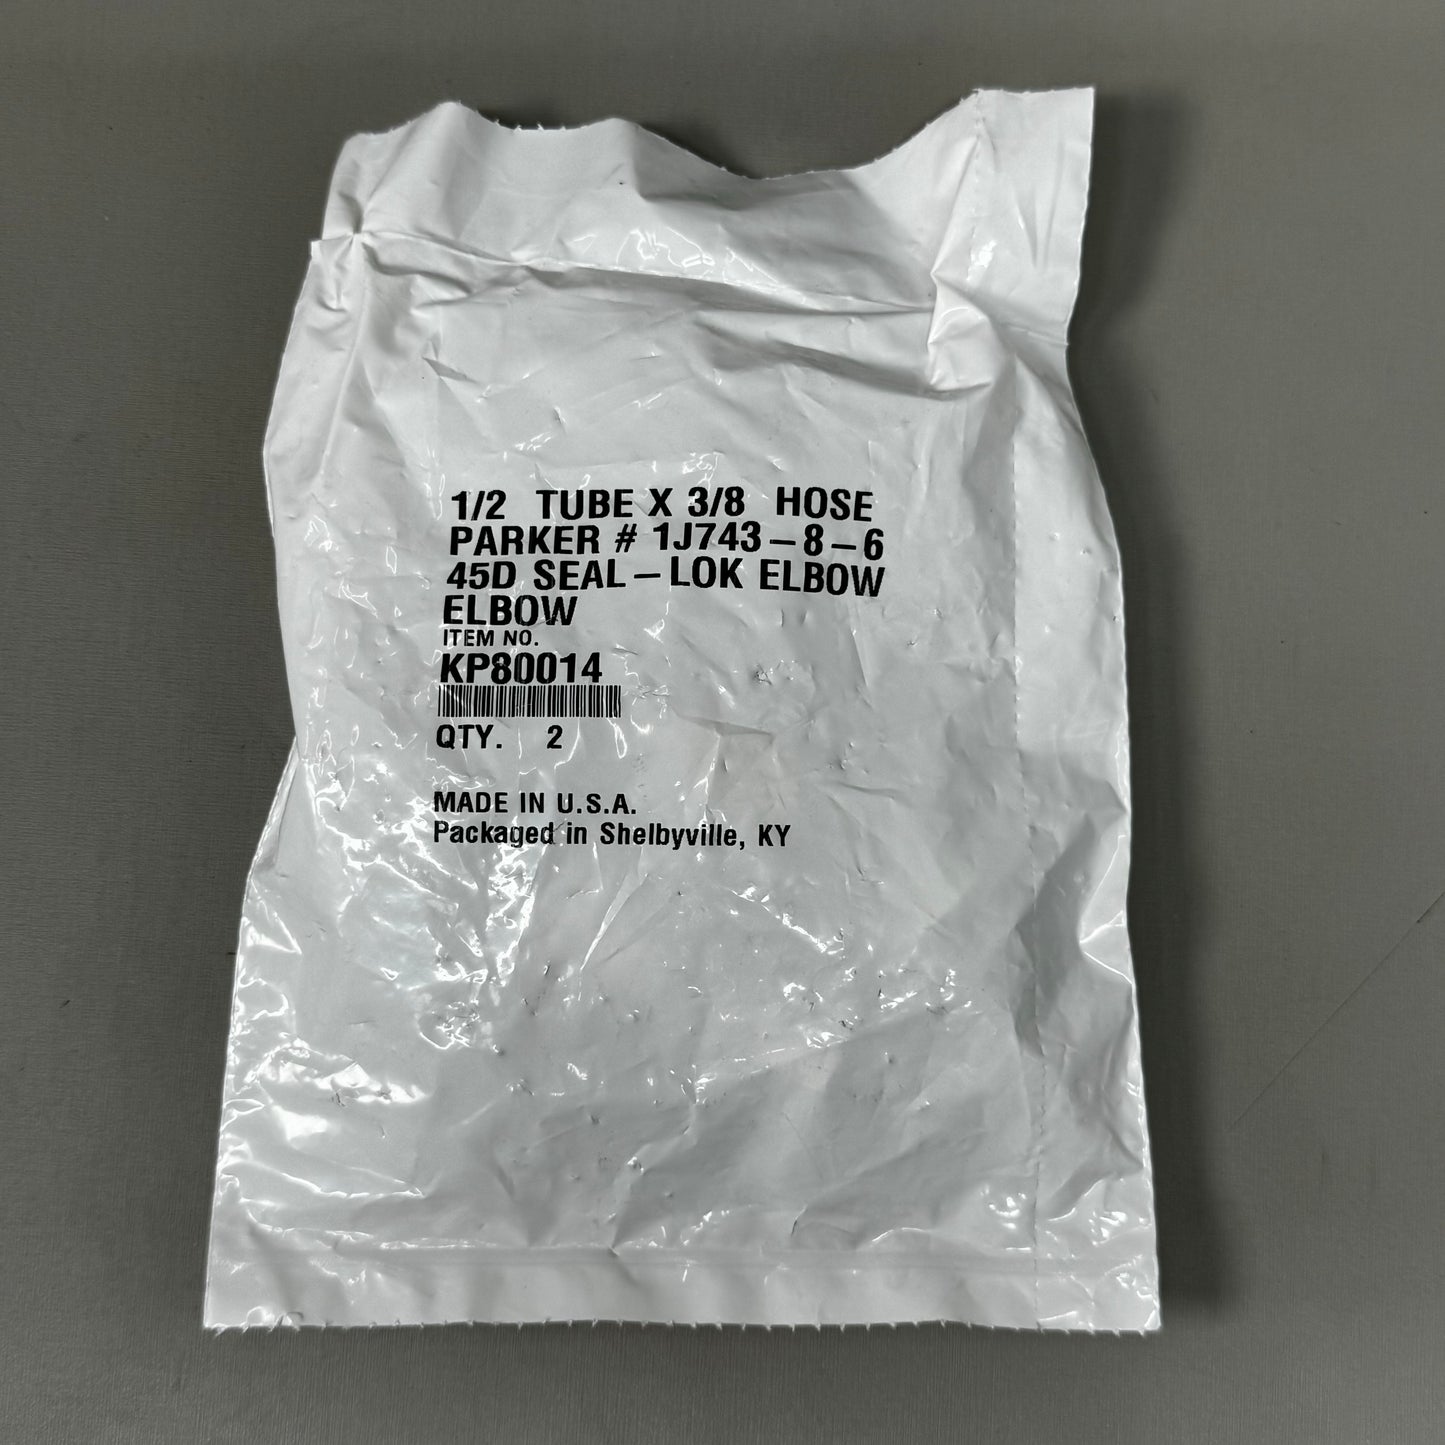 1/2 TUBE X 3/8 HOSE
PARKER # 1J743-8-6
45D SEAL-LOK ELBOW
ELBOW
ITEM NO.
KP80014
QTY. 2
MADE IN U.S.A.
Packaged in Shelbyville, KY